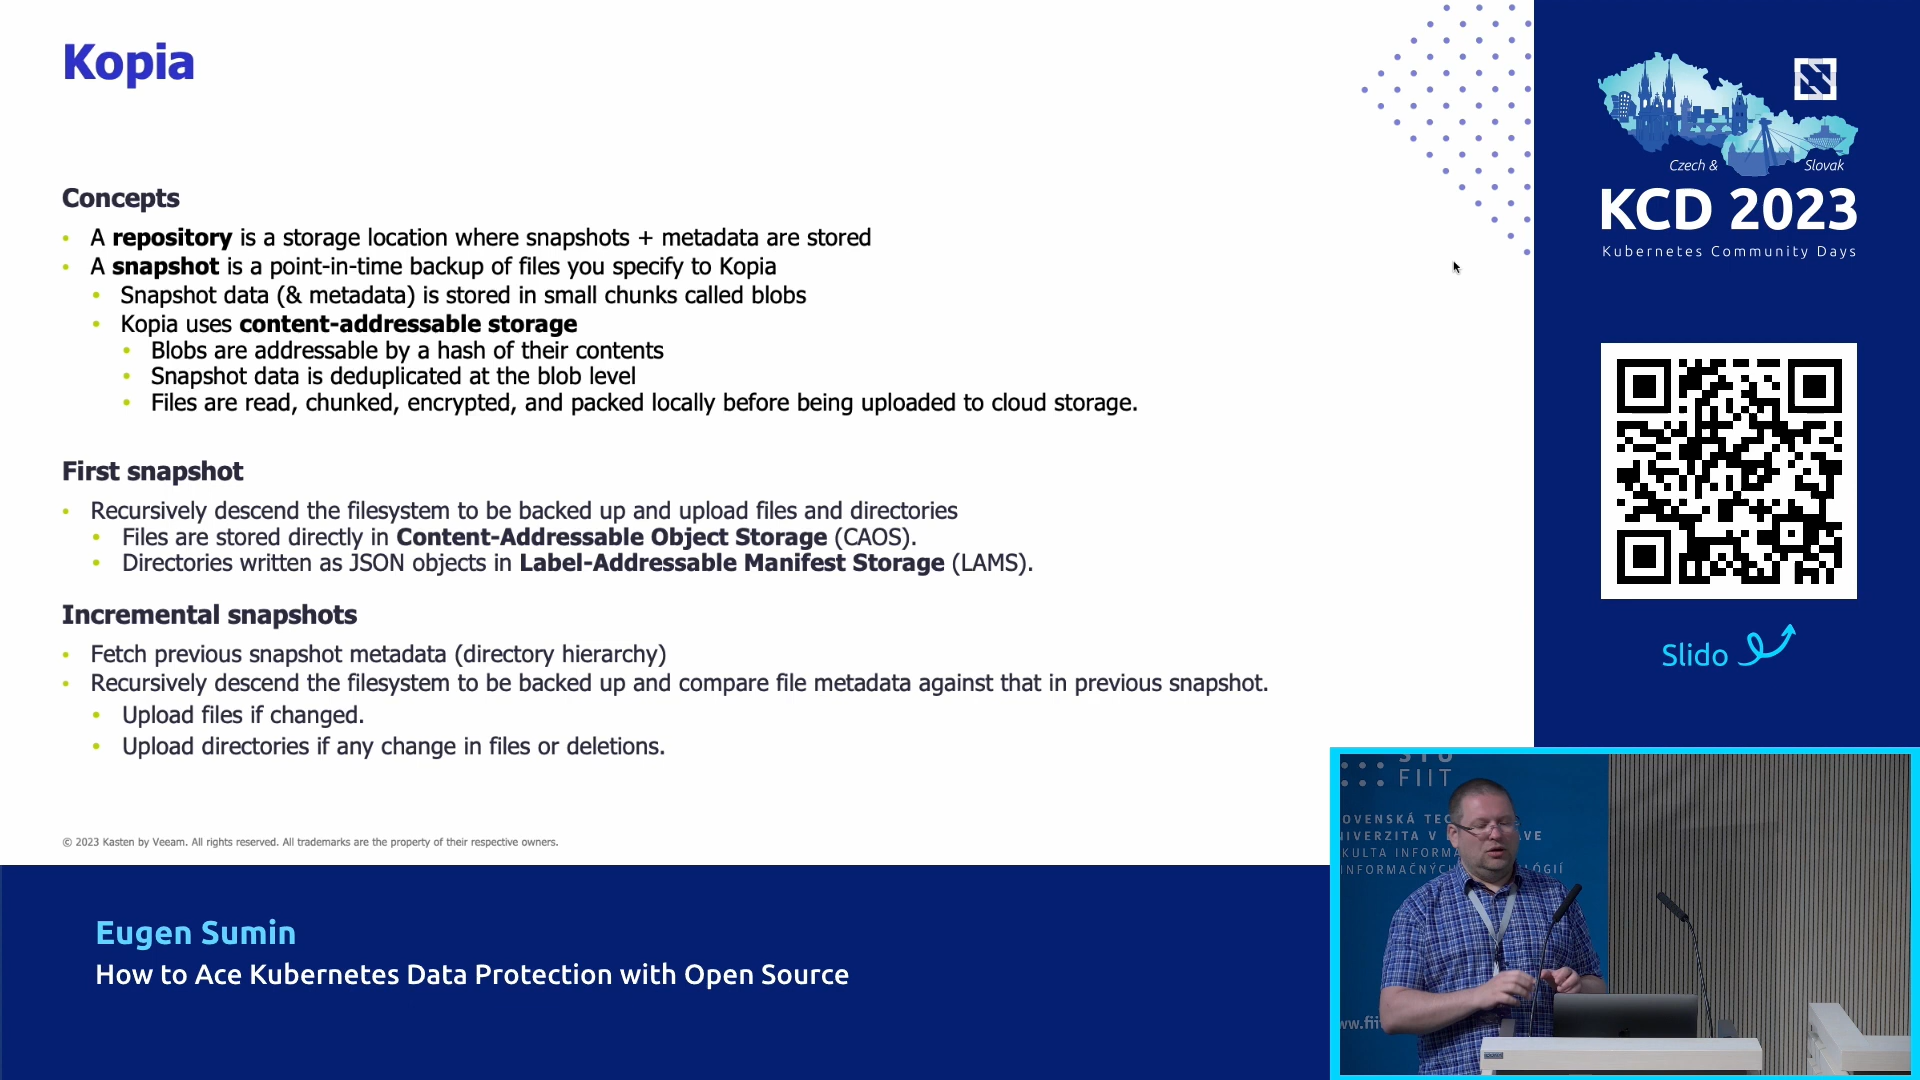 Kopia
Concepts
• A repository is a storage location where snapshots + metadata are stored
• A snapshot is a point-in-time backup of files you specify to Kopia
• Snapshot data (& metadata) is stored in small chunks called blobs
• Kopia uses content-addressable storage
• Blobs are addressable by a hash of their contents
• Snapshot data is deduplicated at the blob level
• Files are read, chunked, encrypted, and packed locally before being uploaded to cloud storage.
First snapshot
• Recursively descend the filesystem to be backed up and upload files and directories
• Files are stored directly in Content-Addressable Object Storage (CAOS).
• Directories written as JSON objects in Label-Addressable Manifest Storage (LAMS).
Incremental snapshots
• Fetch previous snapshot metadata (directory hierarchy)
• Recursively descend the filesystem to be backed up and compare file metadata against that in previous snapshot.
• Upload files if changed.
• Upload directories if any change in files or deletions.
© 2023 Kasten by Veeam. All rights reserved. All trademarks are the property of their respective owners.
Czech & Slovak
KCD 2023
Kubernetes Community Days
Slido
Eugen Sumin
How to Ace Kubernetes Data Protection with Open Source
FIIT